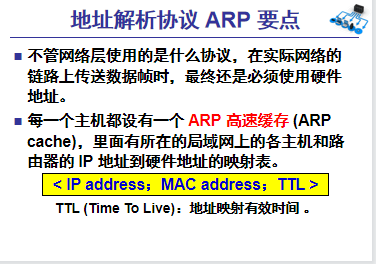 地址解析协议 ARP 要点
不管网络层使用的是什么协议，在实际网络的
链路上传送数据帧时，最终还是必须使用硬件
地址。
每一个主机都设有一个 ARP 高速缓存 (ARP
cache)，里面有所在的局域网上的各主机和路
由器的 IP 地址到硬件地址的映射表。
< IP address；MAC address；TTL >
TTL (Time To Live)：地址映射有效时间 。